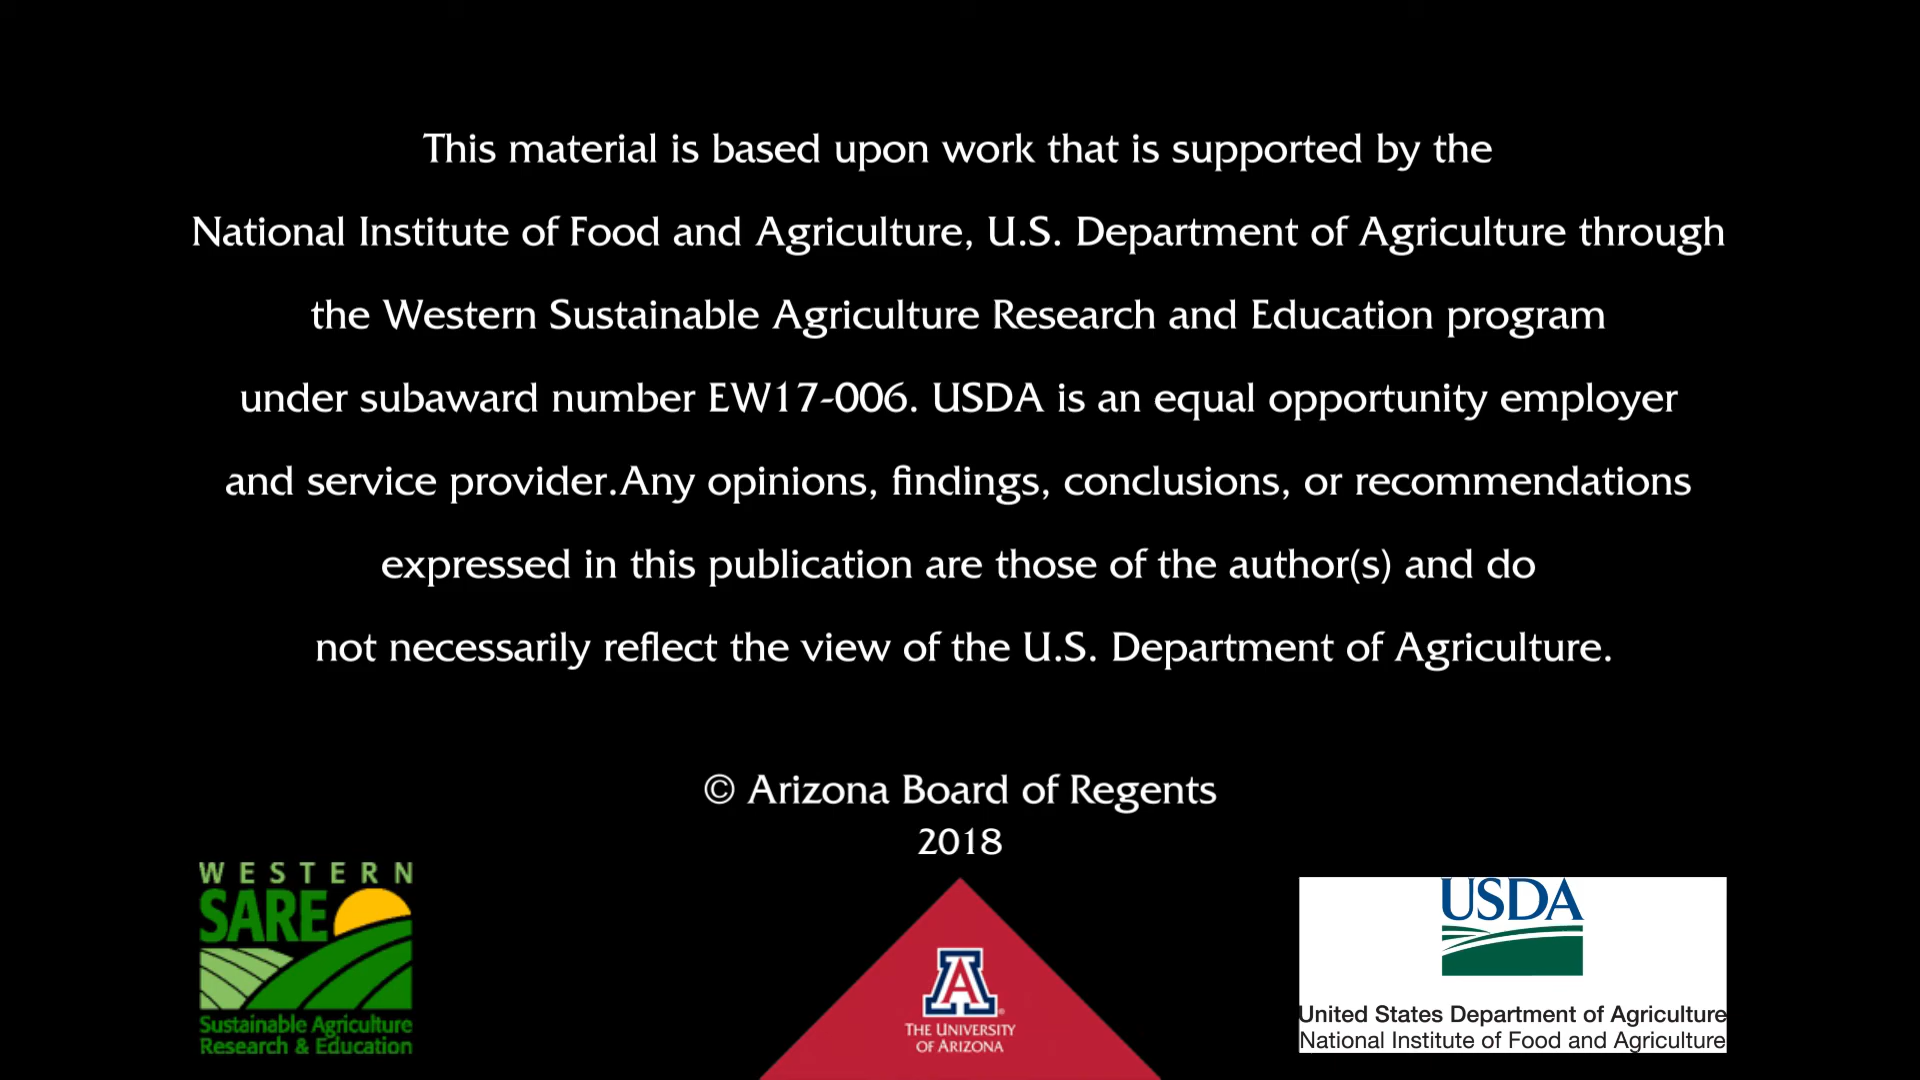 This material is based upon work that is supported by the
National Institute of Food and Agriculture, U.S. Department of Agriculture through
the Western Sustainable Agriculture Research and Education program
under subaward number EW17-006. USDA is an equal opportunity employer
and service provider.Any opinions, findings, conclusions, or recommendations
expressed in this publication are those of the author(s) and do
not necessarily reflect the view of the U.S. Department of Agriculture.
© Arizona Board of Regents
2018
WESTERN
SARE
Sustainable Agriculture
Research & Education
A
THE UNIVERSITY
OF ARIZONA
USDA
United States Department of Agriculture
National Institute of Food and Agriculture